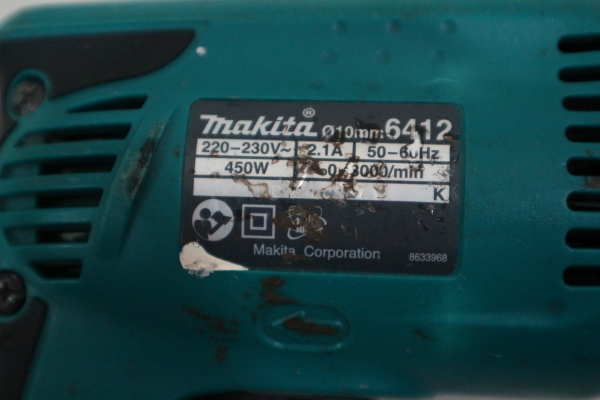 makita® Ø10mm 6412
220-230V~ 2.1A 50-60Hz
450W 0-3000/min
K
Makita Corporation 8633968